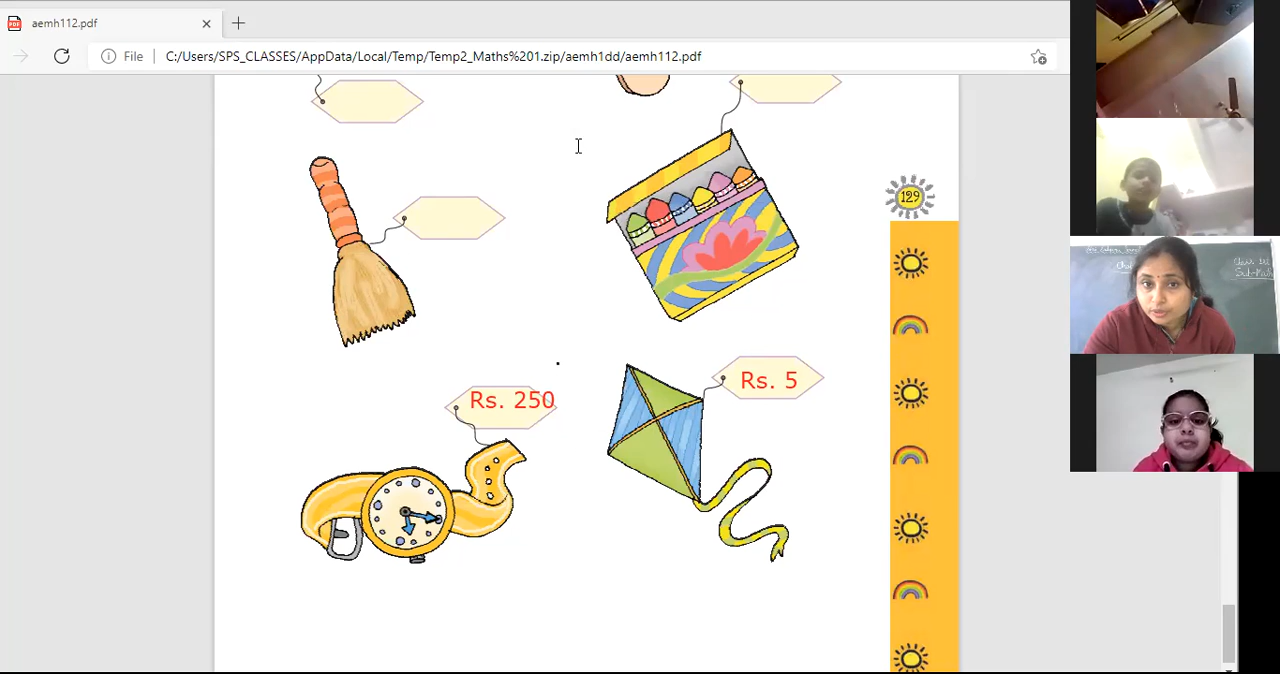 aemh112.pdf
File
C:/Users/SPS_CLASSES/AppData/Local/Temp/Temp2_Maths%201.zip/aemh1dd/aemh112.pdf
129
Rs. 5
Rs. 250